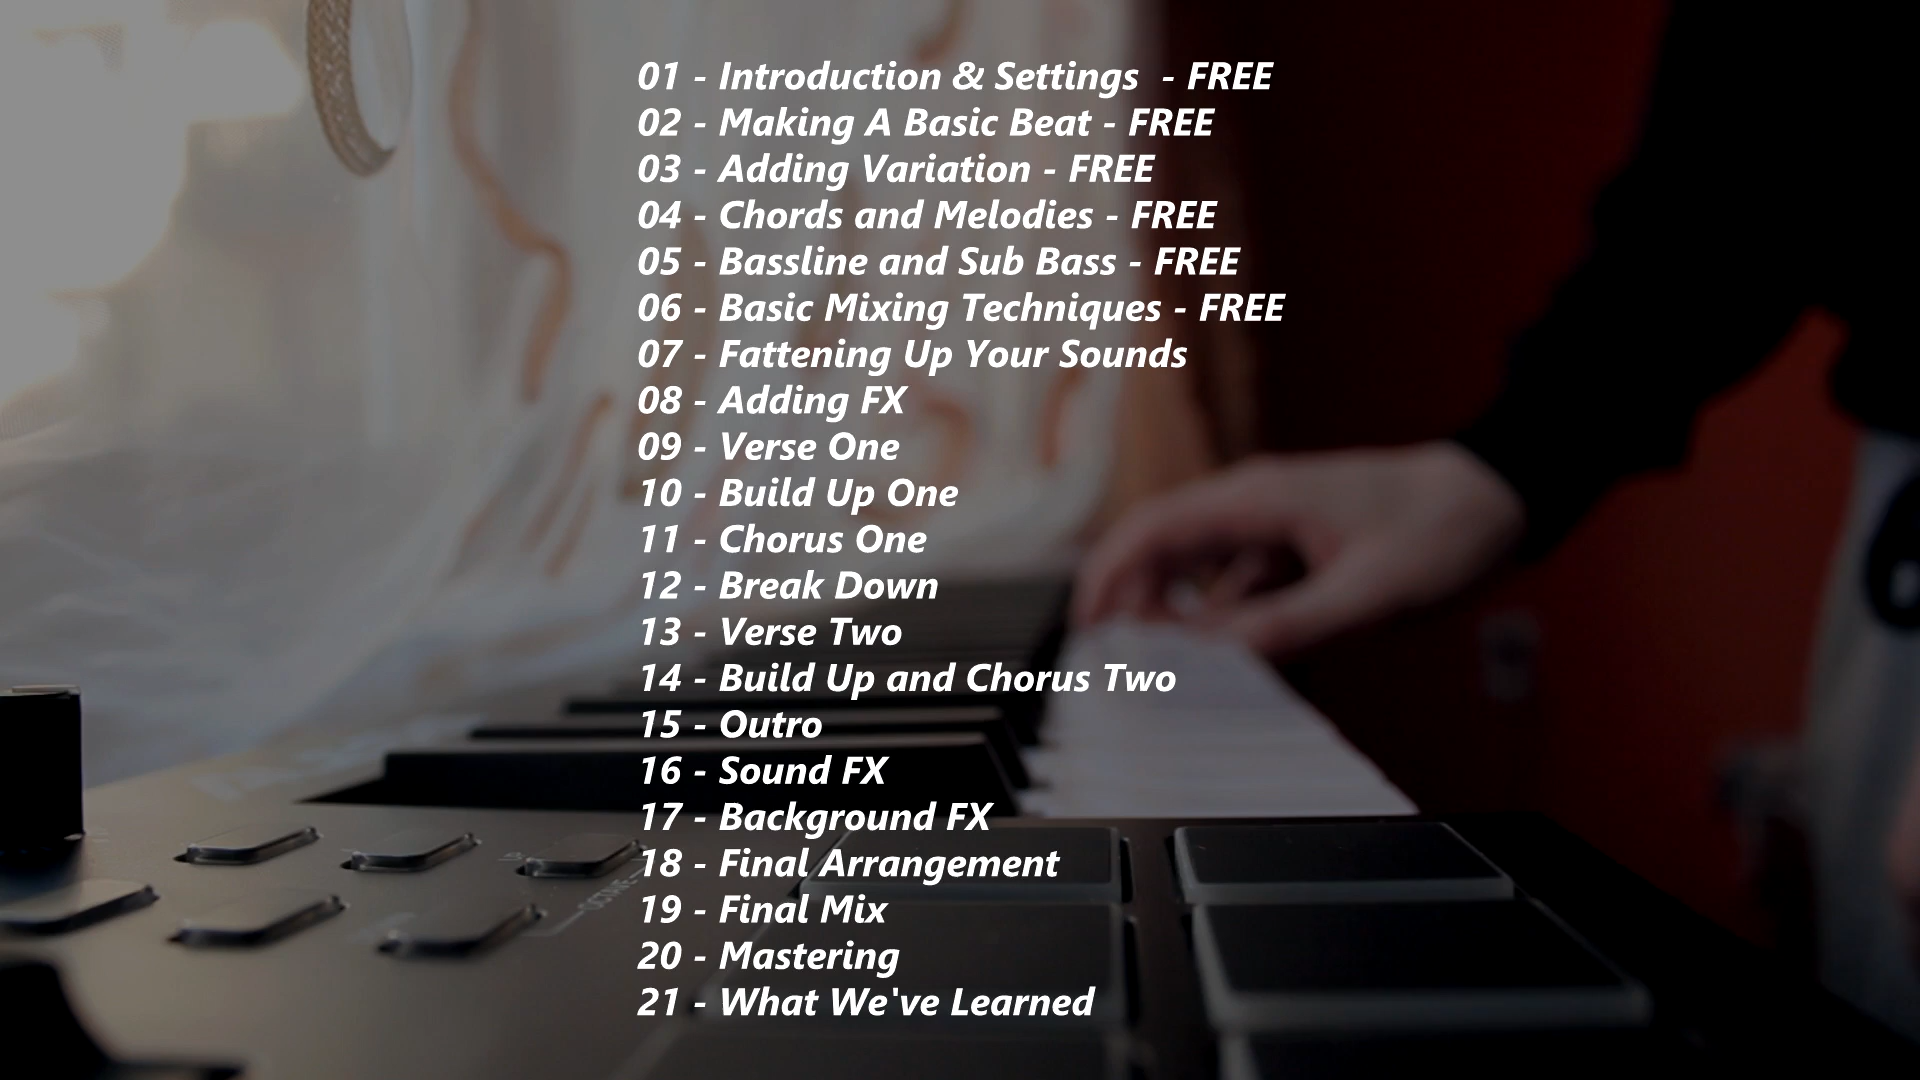 01 - Introduction & Settings  - FREE
02 - Making A Basic Beat - FREE
03 - Adding Variation - FREE
04 - Chords and Melodies - FREE
05 - Bassline and Sub Bass - FREE
06 - Basic Mixing Techniques - FREE
07 - Fattening Up Your Sounds
08 - Adding FX
09 - Verse One
10 - Build Up One
11 - Chorus One
12 - Break Down
13 - Verse Two
14 - Build Up and Chorus Two
15 - Outro
16 - Sound FX
17 - Background FX
18 - Final Arrangement
19 - Final Mix
20 - Mastering
21 - What We've Learned
OCTAVE